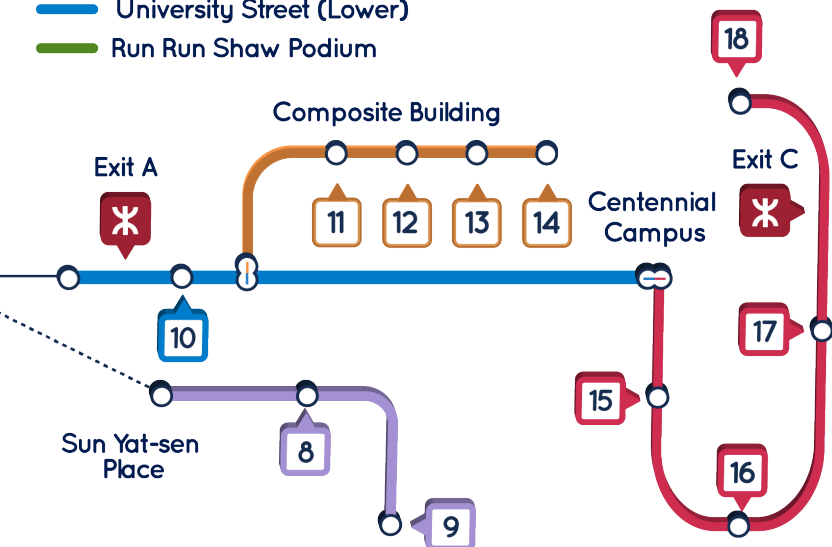 University Street (Lower)
Run Run Shaw Podium
18
Composite Building
Exit A
Exit C
11
12
13
14
Centennial
Campus
10
17
15
Sun Yat-sen
Place
8
16
9